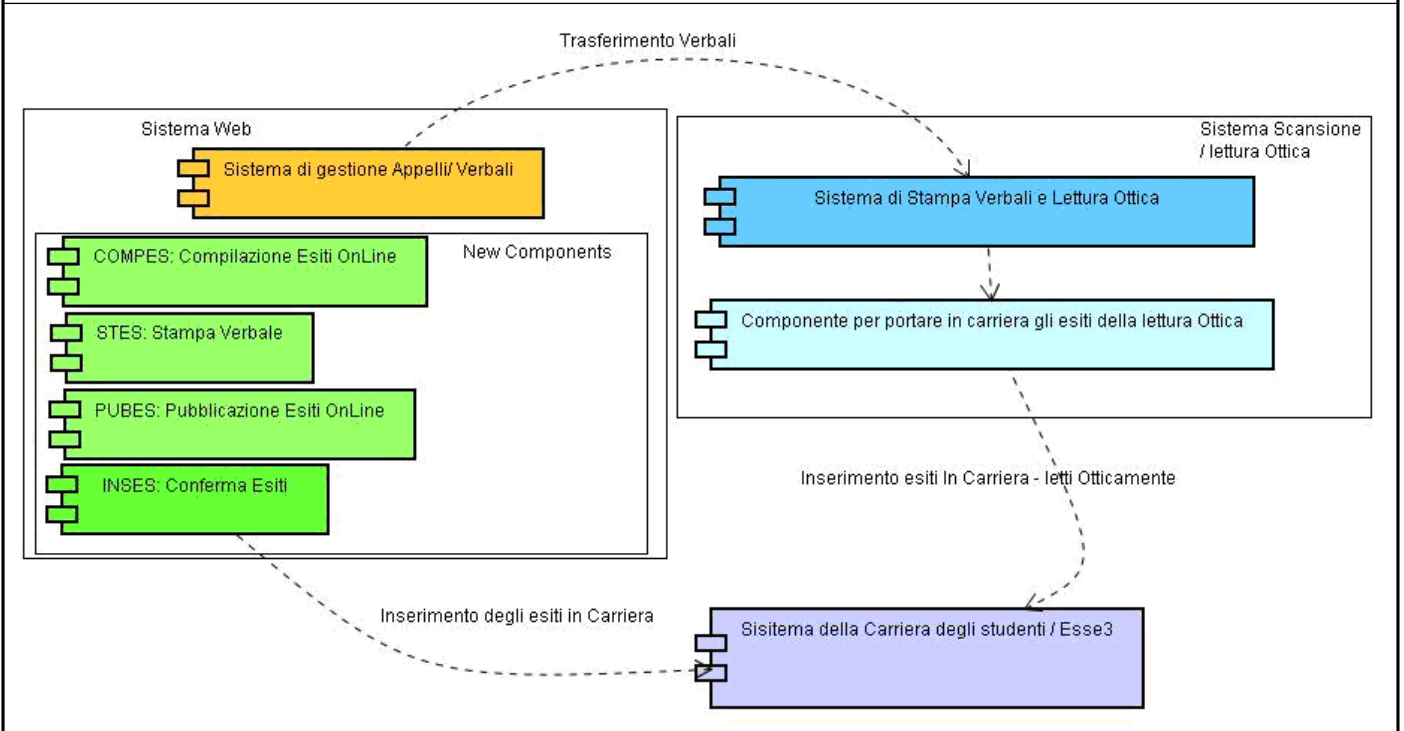 Trasferimento Verbali
Sistema Web
Sistema di gestione Appelli/ Verbali
New Components
COMPES: Compilazione Esiti OnLine
STES: Stampa Verbale
PUBES: Pubblicazione Esiti OnLine
INSES: Conferma Esiti
Sistema Scansione
/ lettura Ottica
Sistema di Stampa Verbali e Lettura Ottica
Componente per portare in carriera gli esiti della lettura Ottica
Inserimento esiti In Carriera - letti Otticamente
Inserimento degli esiti in Carriera
Sisitema della Carriera degli studenti / Esse3